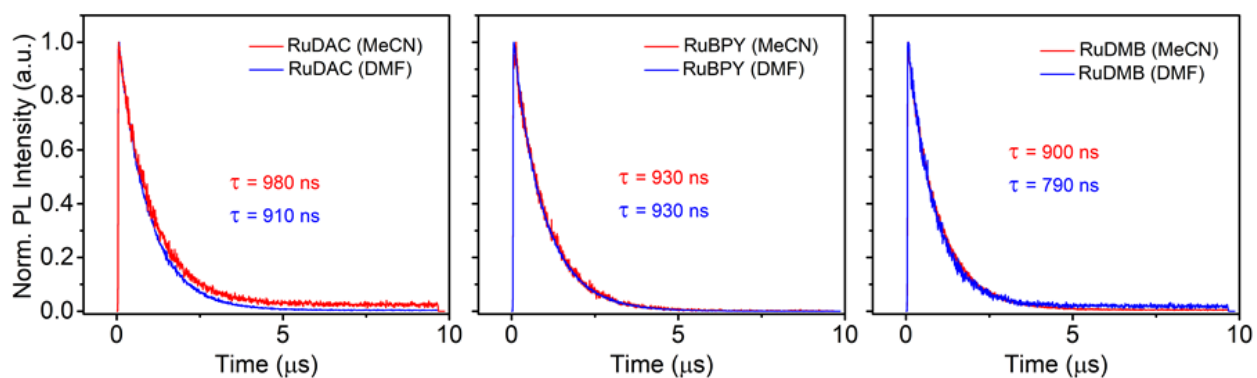 Norm. PL Intensity (a.u.)
1.0
0.8
0.6
0.4
0.2
0.0
RuDAC (MeCN)
RuDAC (DMF)
τ = 980 ns
τ = 910 ns
0 5 10
Time (μs)
RuBPY (MeCN)
RuBPY (DMF)
τ = 930 ns
τ = 930 ns
0 5 10
Time (μs)
RuDMB (MeCN)
RuDMB (DMF)
τ = 900 ns
τ = 790 ns
0 5 10
Time (μs)